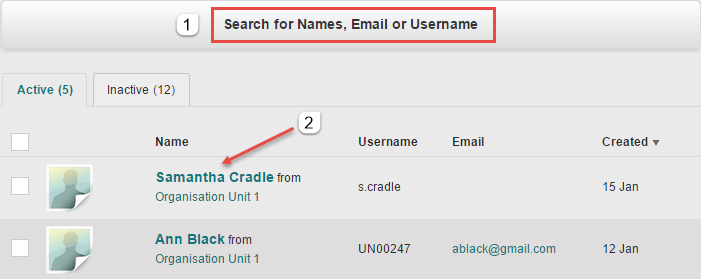 1 Search for Names, Email or Username
Active (5) Inactive (12)
2
Name Username Email Created
Samantha Cradle from s.cradle 15 Jan
Organisation Unit 1
Ann Black from UN00247 ablack@gmail.com 12 Jan
Organisation Unit 1